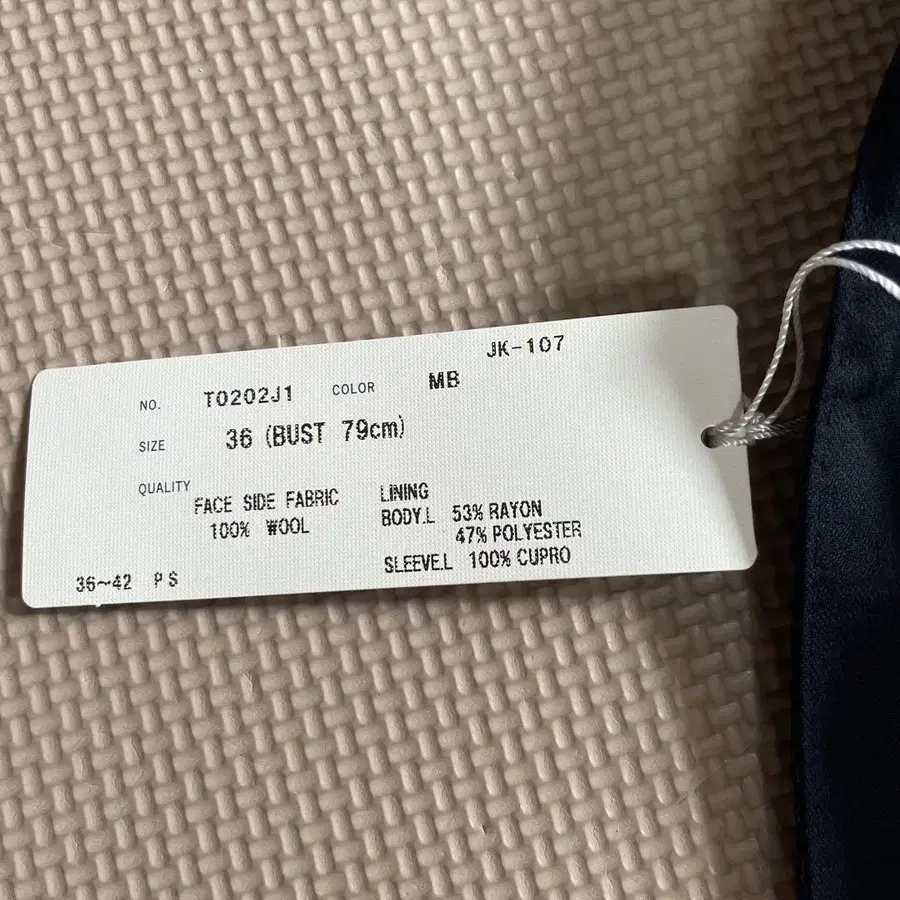 JK-107
NO. T0202J1 COLOR MB
SIZE 36 (BUST 79cm)
QUALITY
FACE SIDE FABRIC
100% WOOL
LINING
BODY.L 53% RAYON
47% POLYESTER
SLEEVE.L 100% CUPRO
36~42 PS